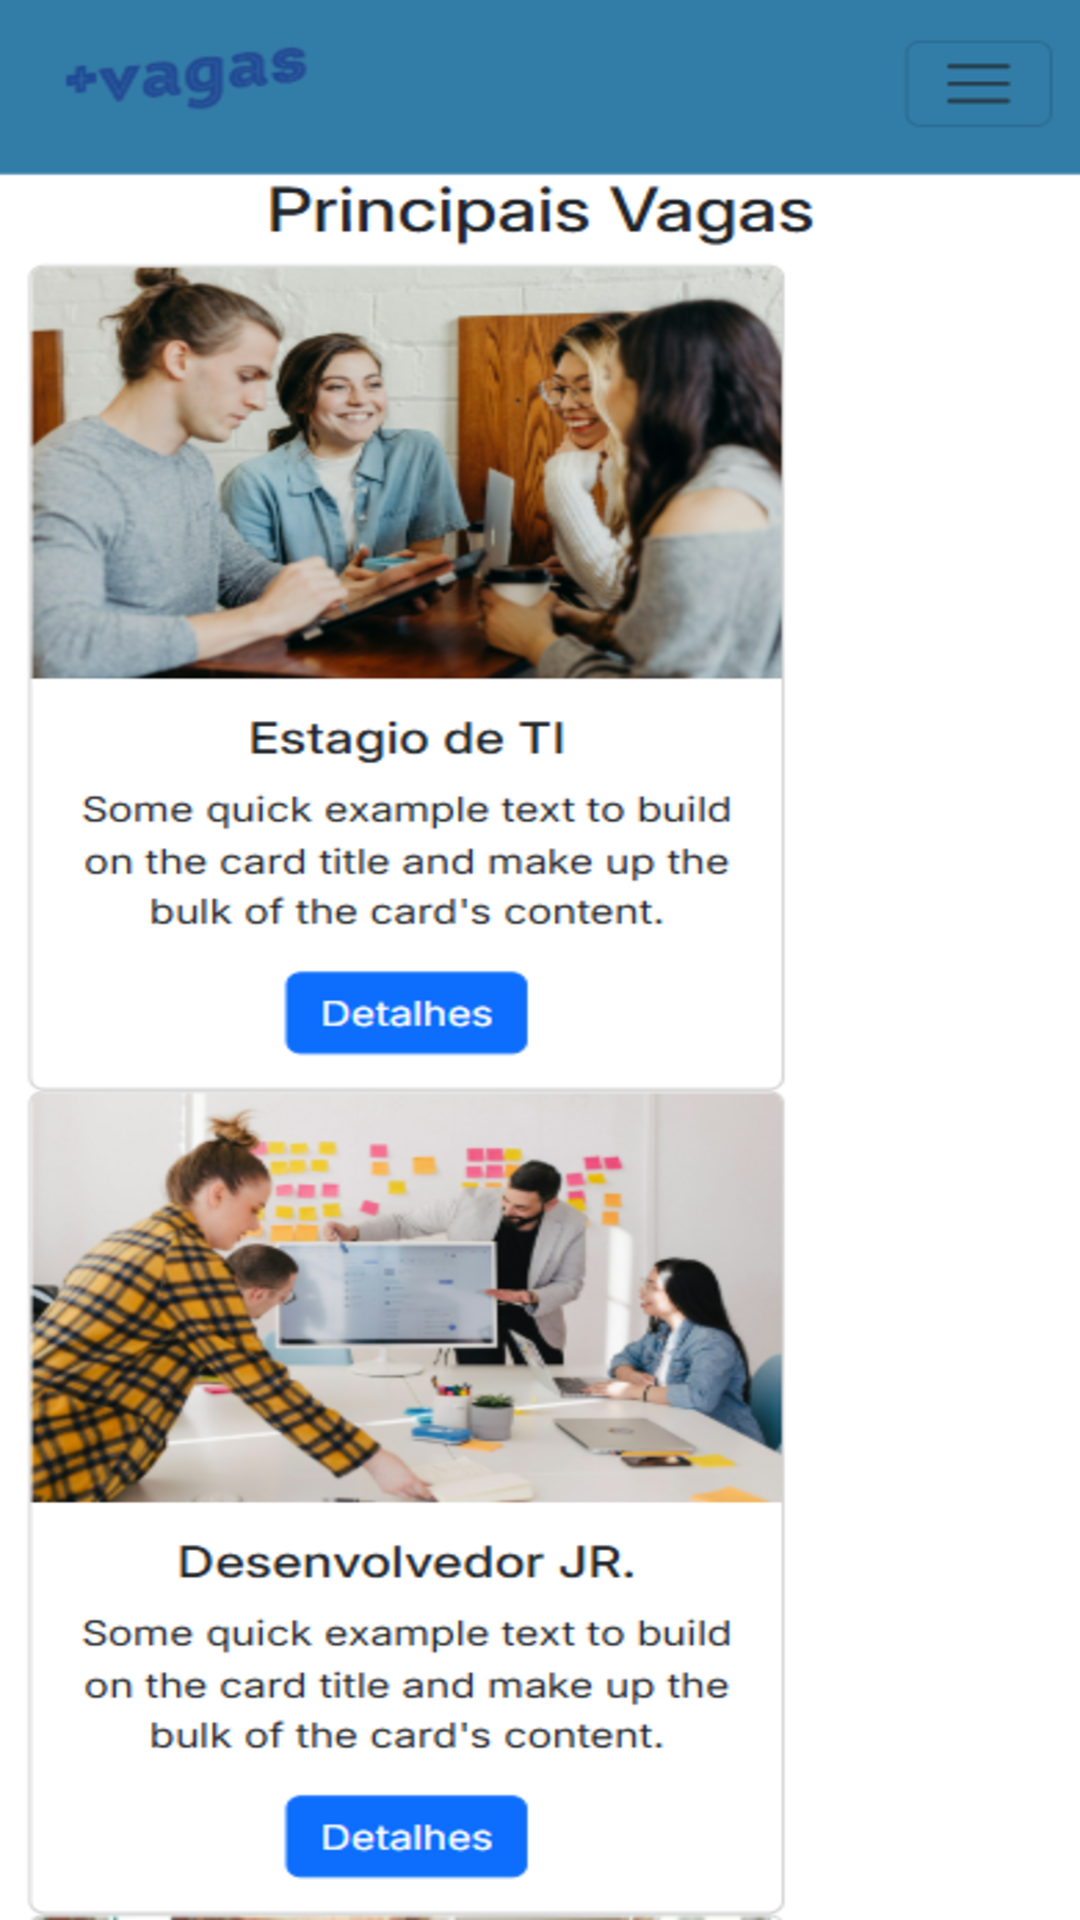 +vagas
Principais Vagas
Estagio de TI
Some quick example text to build
on the card title and make up the
bulk of the card's content.
Detalhes
Desenvolvedor JR.
Some quick example text to build
on the card title and make up the
bulk of the card's content.
Detalhes